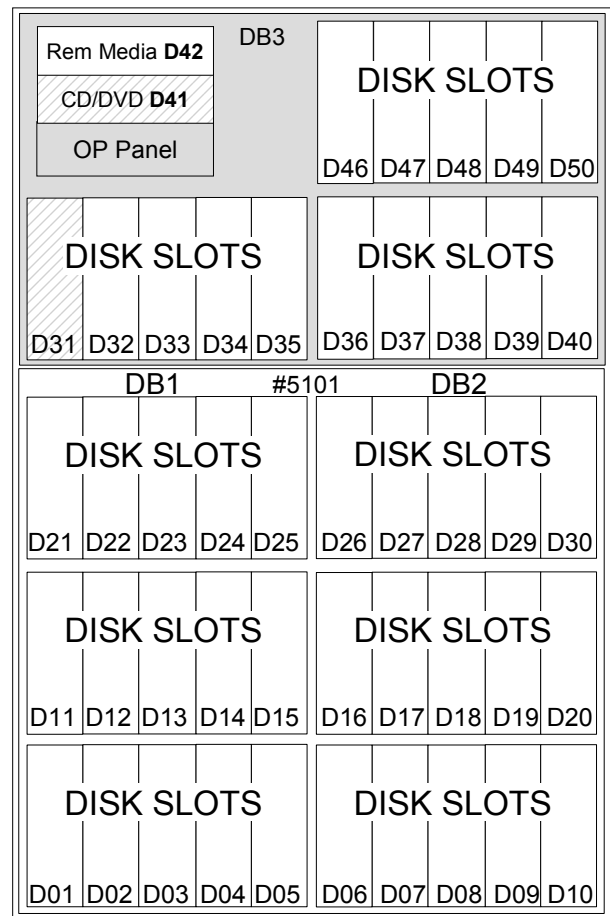 DB3
Rem Media D42
CD/DVD D41
OP Panel
DISK SLOTS
D46 D47 D48 D49 D50
DISK SLOTS
D31 D32 D33 D34 D35
DISK SLOTS
D36 D37 D38 D39 D40
DB1 #5101 DB2
DISK SLOTS
D21 D22 D23 D24 D25
DISK SLOTS
D26 D27 D28 D29 D30
DISK SLOTS
D11 D12 D13 D14 D15
DISK SLOTS
D16 D17 D18 D19 D20
DISK SLOTS
D01 D02 D03 D04 D05
DISK SLOTS
D06 D07 D08 D09 D10